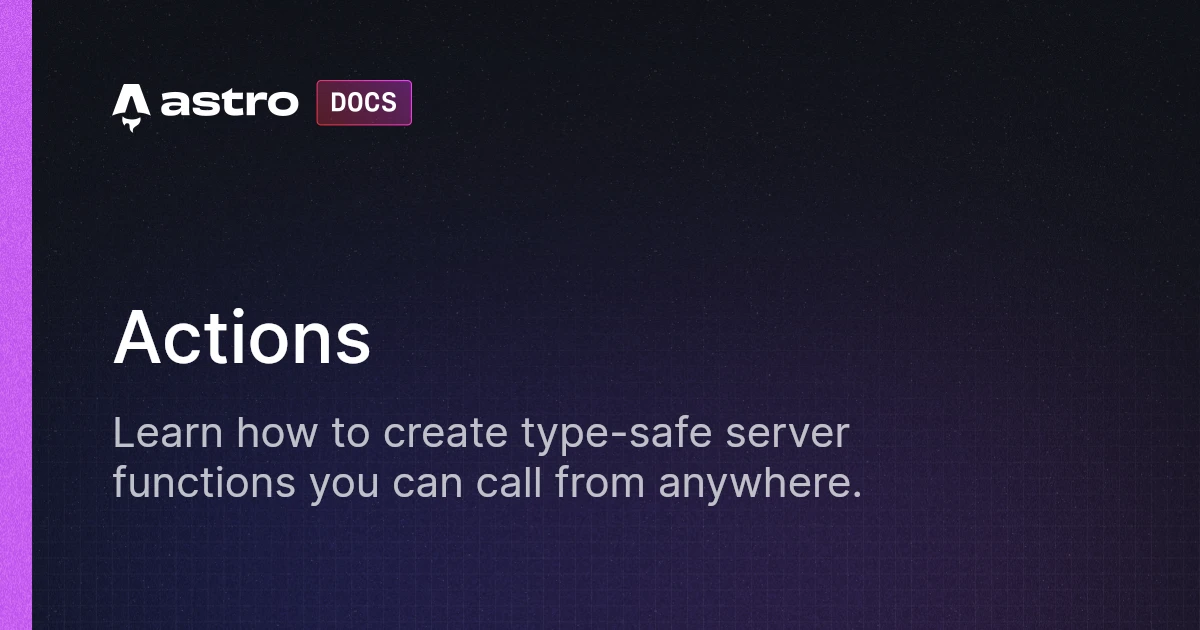 astro DOCS
Actions
Learn how to create type-safe server
functions you can call from anywhere.